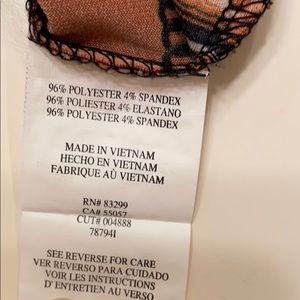 96% POLYESTER 4% SPANDEX
96% POLIESTER 4% ELASTANO
96% POLYESTER 4% SPANDEX
MADE IN VIETNAM
HECHO EN VIETNAM
FABRIQUE AÙ VIETNAM
RN# 83299
CA# 55057
CUT# 004888
78794I
SEE REVERSE FOR CARE
VER REVERSO PARA CUIDADO
VOIR LES INSTRUCTIONS
D' ENTRETIEN AU VERSO